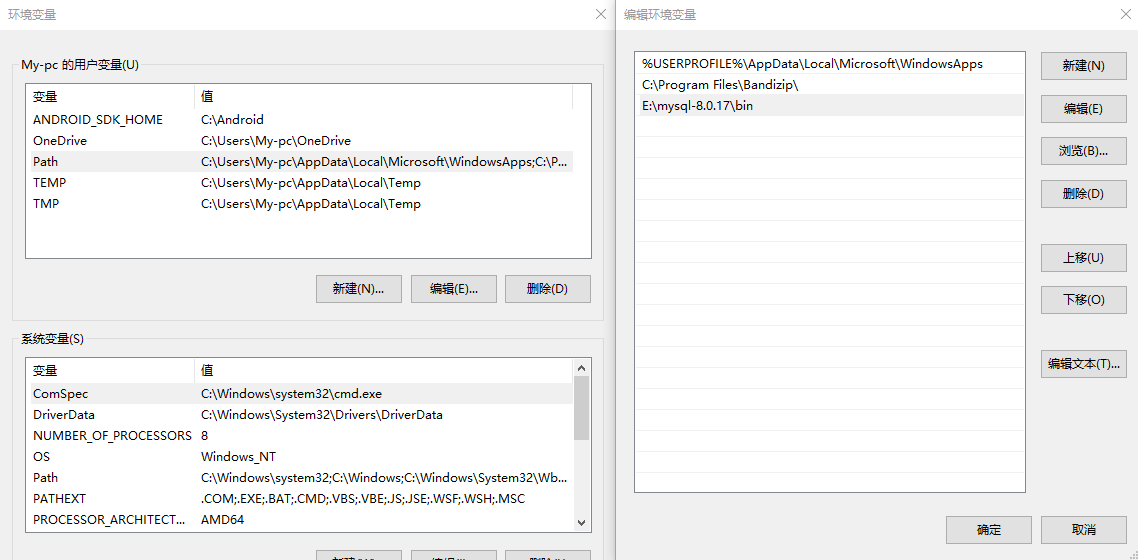 环境变量
My-pc 的用户变量(U)
变量 值
ANDROID_SDK_HOME C:\Android
OneDrive C:\Users\My-pc\OneDrive
Path C:\Users\My-pc\AppData\Local\Microsoft\WindowsApps;C:\P...
TEMP C:\Users\My-pc\AppData\Local\Temp
TMP C:\Users\My-pc\AppData\Local\Temp
新建(N)... 编辑(E)... 删除(D)
系统变量(S)
变量 值
ComSpec C:\Windows\system32\cmd.exe
DriverData C:\Windows\System32\Drivers\DriverData
NUMBER_OF_PROCESSORS 8
OS Windows_NT
Path C:\Windows\system32;C:\Windows;C:\Windows\System32\Wb...
PATHEXT .COM;.EXE;.BAT;.CMD;.VBS;.VBE;.JS;.JSE;.WSF;.WSH;.MSC
PROCESSOR_ARCHITECT... AMD64
编辑环境变量
%USERPROFILE%\AppData\Local\Microsoft\WindowsApps
C:\Program Files\Bandizip\
E:\mysql-8.0.17\bin
新建(N)
编辑(E)
浏览(B)...
删除(D)
上移(U)
下移(O)
编辑文本(T)...
确定 取消